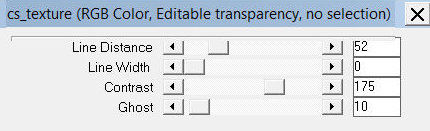 cs_texture (RGB Color, Editable transparency, no selection)
Line Distance 52
Line Width 0
Contrast 175
Ghost 10